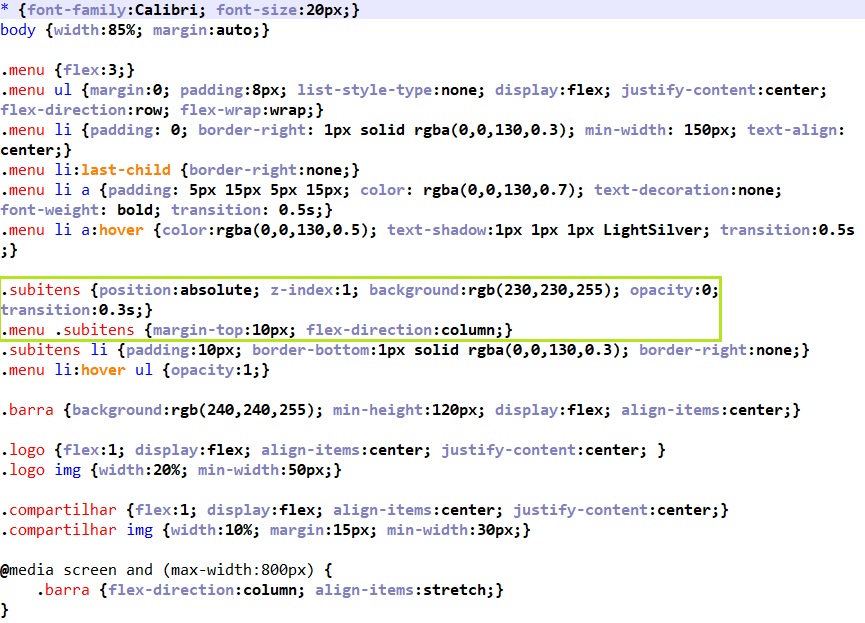 * {font-family:Calibri; font-size:20px;}
body {width:85%; margin:auto;}
.menu {flex:3;}
.menu ul {margin:0; padding:8px; list-style-type:none; display:flex; justify-content:center;
flex-direction:row; flex-wrap:wrap;}
.menu li {padding: 0; border-right: 1px solid rgba(0,0,130,0.3); min-width: 150px; text-align:
center;}
.menu li:last-child {border-right:none;}
.menu li a {padding: 5px 15px 5px 15px; color: rgba(0,0,130,0.7); text-decoration:none;
font-weight: bold; transition: 0.5s;}
.menu li a:hover {color:rgba(0,0,130,0.5); text-shadow:1px 1px 1px LightSilver; transition:0.5s
;}
.subitens {position:absolute; z-index:1; background:rgb(230,230,255); opacity:0;
transition:0.3s;}
.menu .subitens {margin-top:10px; flex-direction:column;}
.subitens li {padding:10px; border-bottom:1px solid rgba(0,0,130,0.3); border-right:none;}
.menu li:hover ul {opacity:1;}
.barra {background:rgb(240,240,255); min-height:120px; display:flex; align-items:center;}
.logo {flex:1; display:flex; align-items:center; justify-content:center; }
.logo img {width:20%; min-width:50px;}
.compartilhar {flex:1; display:flex; align-items:center; justify-content:center;}
.compartilhar img {width:10%; margin:15px; min-width:30px;}
@media screen and (max-width:800px) {
.barra {flex-direction:column; align-items:stretch;}
}